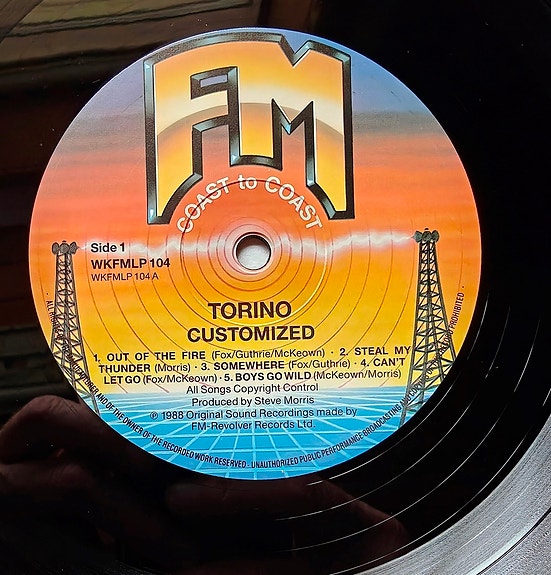 FM
COAST to COAST
Side 1
WKFMLP 104
WKFMLP 104 A
TORINO
CUSTOMIZED
1. OUT OF THE FIRE (Fox/Guthrie/McKeown) · 2. STEAL MY
THUNDER (Morris) · 3. SOMEWHERE (Fox/Guthrie) · 4. CAN'T
LET GO (Fox/McKeown) · 5. BOYS GO WILD (McKeown/Morris)
All Songs Copyright Control
Produced by Steve Morris
℗ 1988 Original Sound Recordings made by
FM-Revolver Records Ltd.
AND OF THE OWNER OF THE RECORDED WORK RESERVED · UNAUTHORIZED PUBLIC PERFORMANCE BROADCASTING PROHIBITED ·